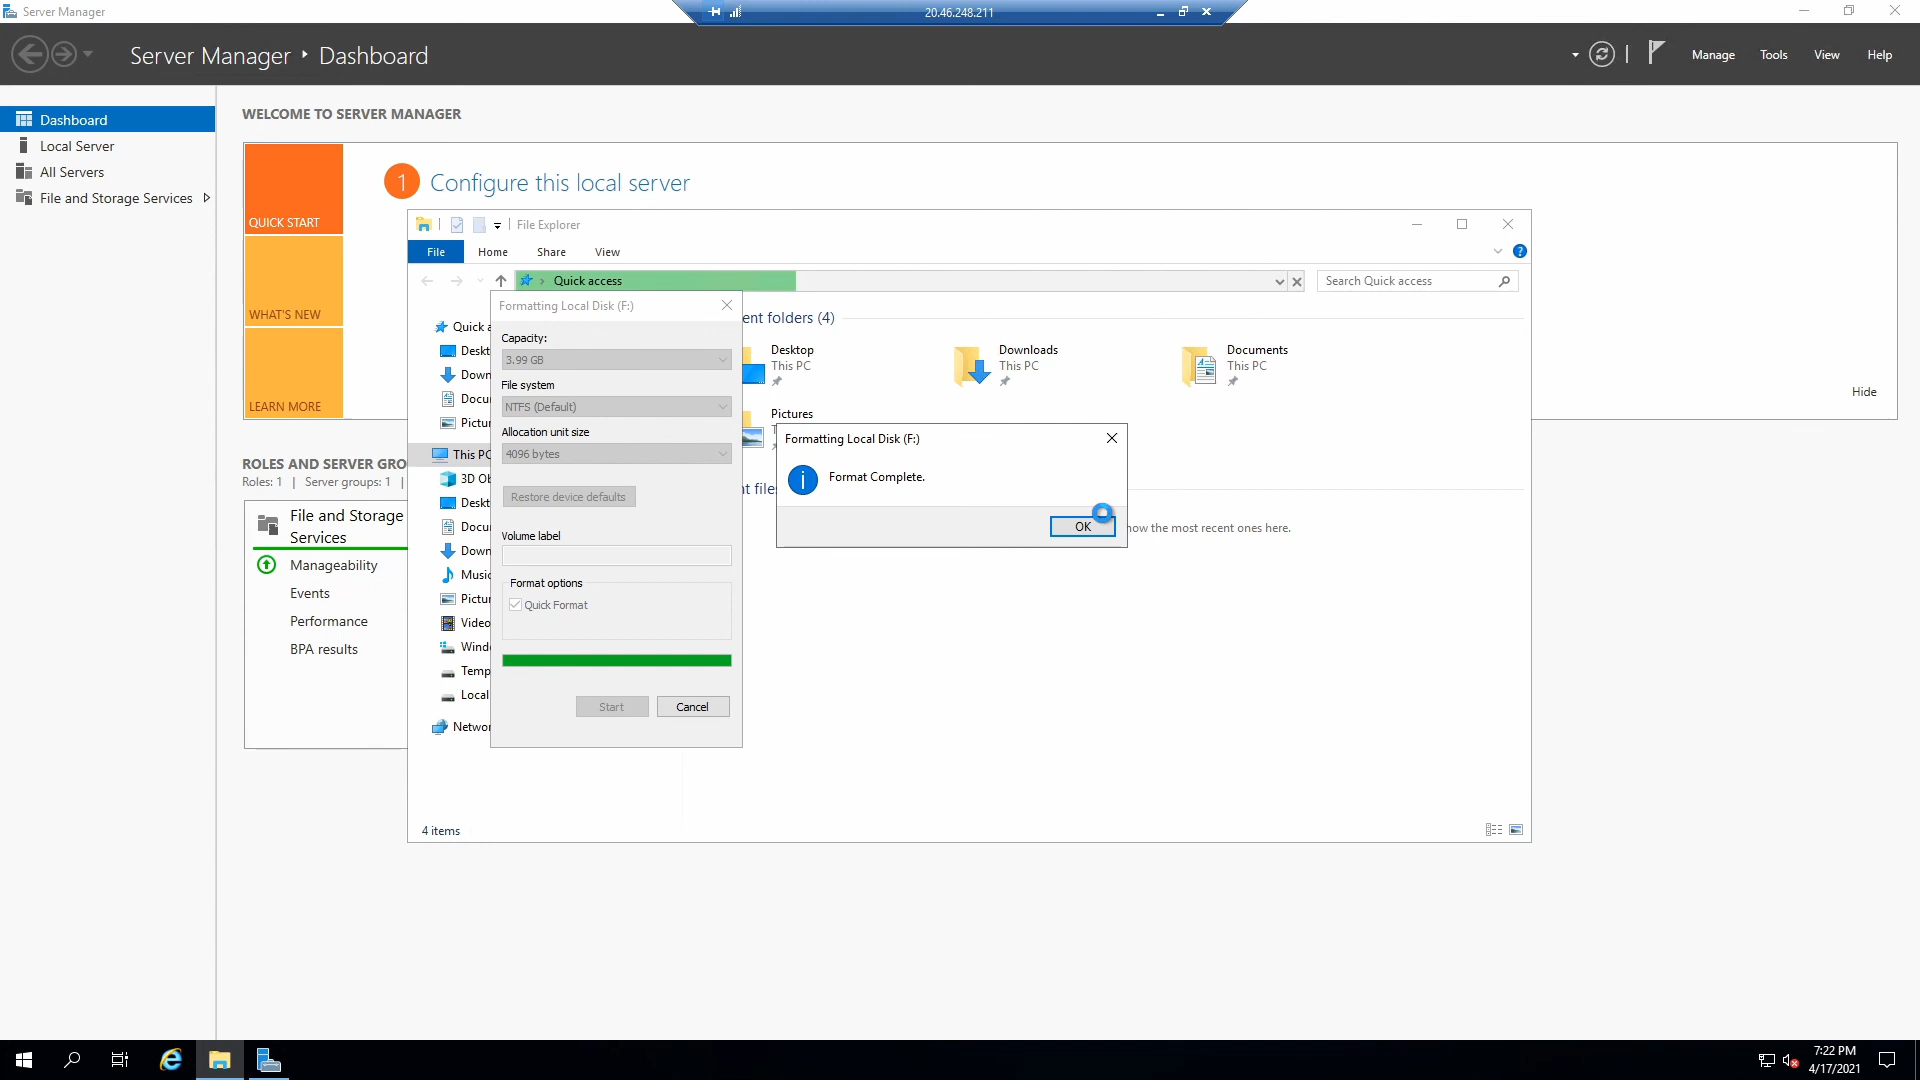 Server Manager
20.46.248.211
Server Manager
Dashboard
Manage
Tools
View
Help
Dashboard
Local Server
All Servers
File and Storage Services
WELCOME TO SERVER MANAGER
QUICK START
WHAT'S NEW
LEARN MORE
1
Configure this local server
Hide
ROLES AND SERVER GRO
Roles: 1 | Server groups: 1 |
File and Storage
Services
Manageability
Events
Performance
BPA results
File Explorer
File
Home
Share
View
Quick access
Search Quick access
Quick a
Deskt
Down
Docu
Pictur
This PC
3D Ob
Deskt
Docu
Down
Music
Pictur
Video
Wind
Temp
Local
Networ
ent folders (4)
Desktop
This PC
Downloads
This PC
Documents
This PC
Pictures
T
nt files
how the most recent ones here.
4 items
Formatting Local Disk (F:)
Capacity:
3.99 GB
File system
NTFS (Default)
Allocation unit size
4096 bytes
Restore device defaults
Volume label
Format options
Quick Format
Start
Cancel
Formatting Local Disk (F:)
Format Complete.
OK
7:22 PM
4/17/2021